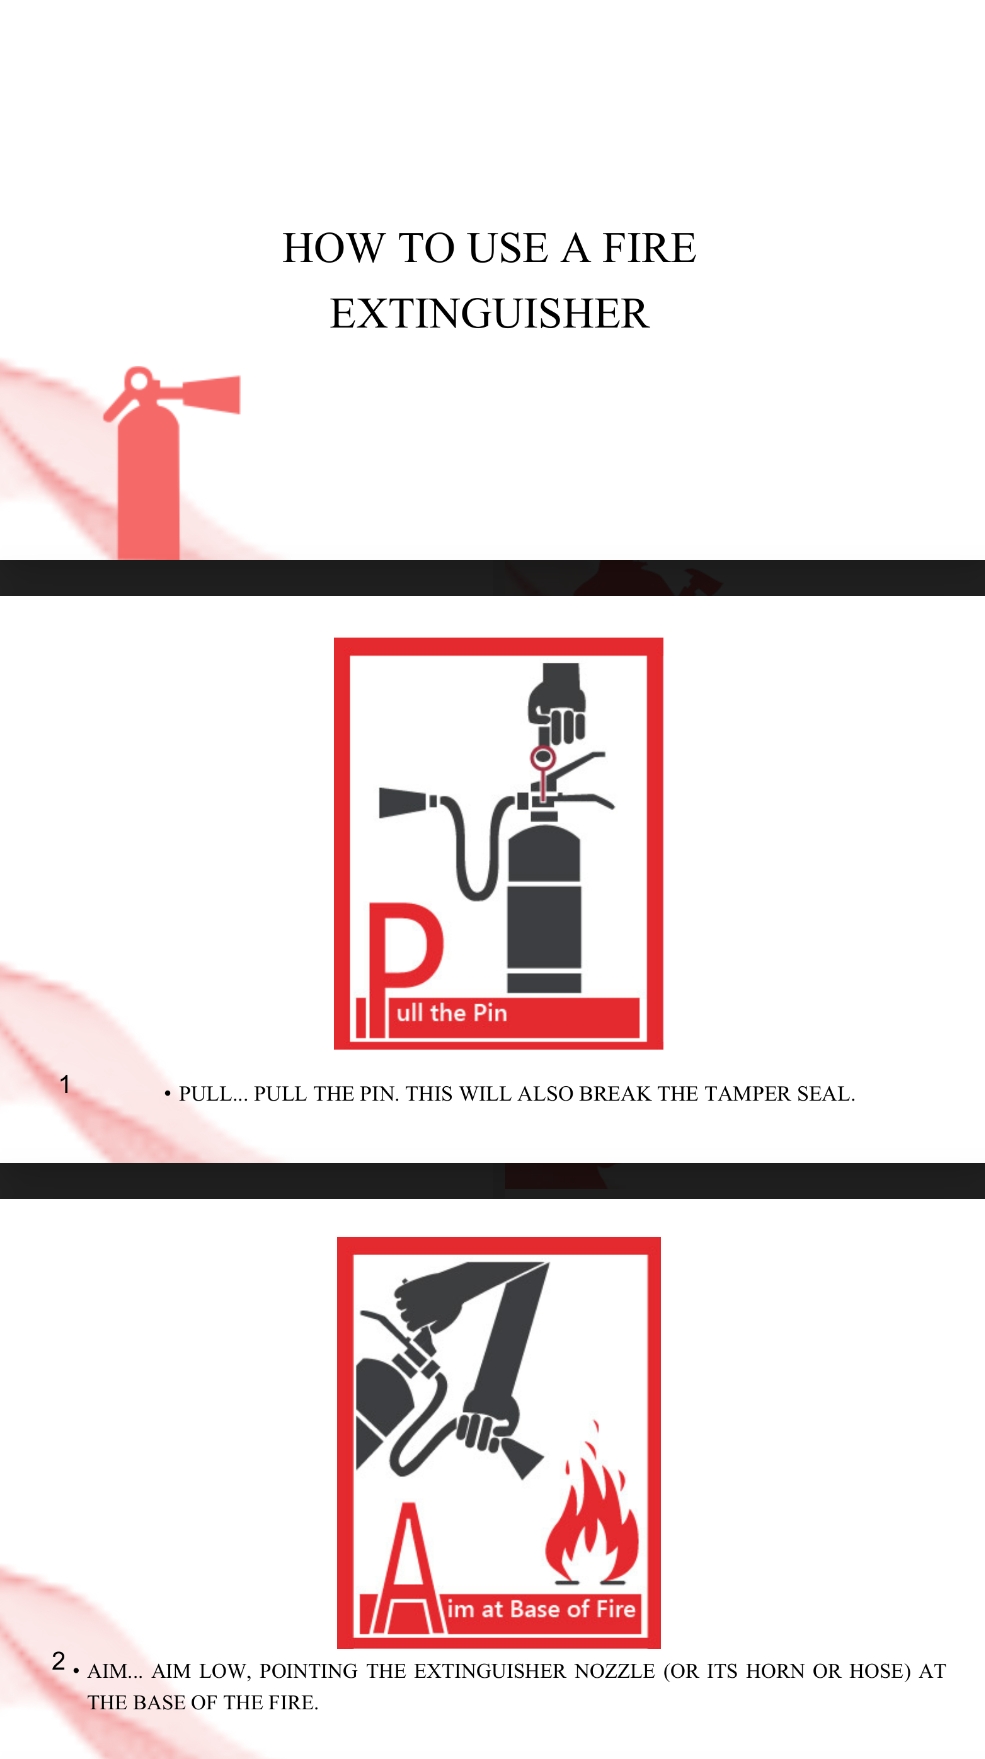 HOW TO USE A FIRE
EXTINGUISHER
Pull the Pin
1
• PULL... PULL THE PIN. THIS WILL ALSO BREAK THE TAMPER SEAL.
Aim at Base of Fire
2
• AIM... AIM LOW, POINTING THE EXTINGUISHER NOZZLE (OR ITS HORN OR HOSE) AT
THE BASE OF THE FIRE.